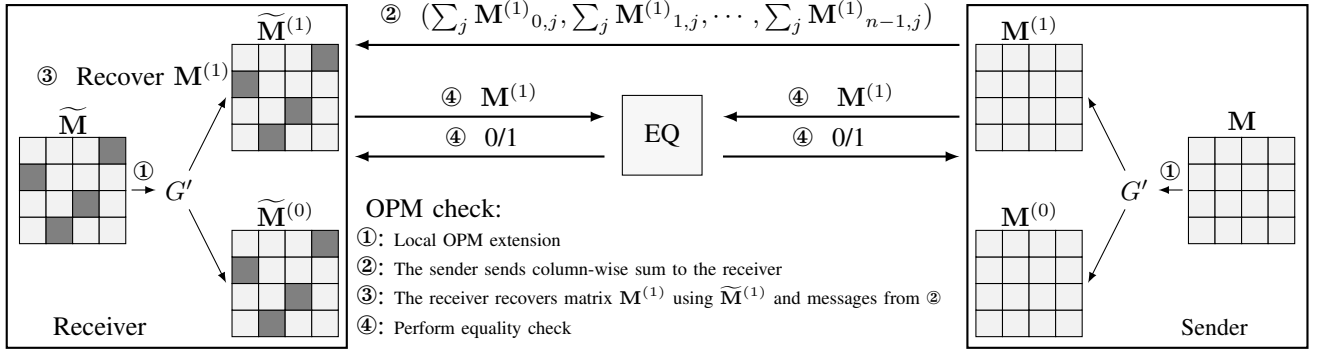 ② (∑_j M^{(1)}_{0,j}, ∑_j M^{(1)}_{1,j}, ⋯ , ∑_j M^{(1)}_{n−1,j})
M̃^{(1)}
M^{(1)}
③ Recover M^{(1)}
④ M^{(1)}
④ M^{(1)}
M̃
M
④ 0/1
EQ
④ 0/1
①
G′
G′
①
M̃^{(0)}
M^{(0)}
OPM check:
①: Local OPM extension
②: The sender sends column-wise sum to the receiver
③: The receiver recovers matrix M^{(1)} using M̃^{(1)} and messages from ②
④: Perform equality check
Receiver
Sender